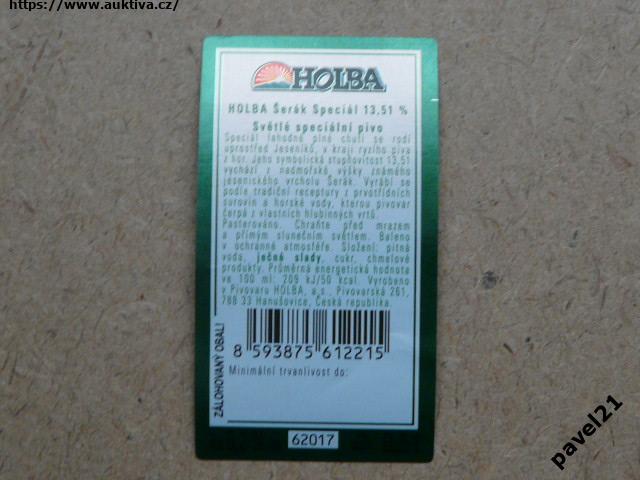 https://www.auktiva.cz/
HOLBA
HOLBA Šerák Speciál 13,51 %
Světlé speciální pivo
Speciál lahodné plné chuti se rodí
uprostřed Jeseníků, v kraji ryzího piva
z hor. Jeho symbolická stupňovitost 13,51
vychází z nadmořské výšky známého
jesenického vrcholu Šerák. Vyrábí se
podle tradiční receptury z prvotřídních
surovin a horské vody, kterou pivovar
čerpá z vlastních hlubinných vrtů.
Pasterováno. Chraňte před mrazem
a přímým slunečním světlem. Baleno
v ochranné atmosféře. Složení: pitná
voda, ječné slady, cukr, chmelové
produkty. Průměrná energetická hodnota
ve 100 ml: 209 kJ/50 kcal. Vyrobeno
v Pivovaru HOLBA, a.s., Pivovarská 261,
788 33 Hanušovice, Česká republika.
8 593875 612215
Minimální trvanlivost do:
ZÁLOHOVANÝ OBAL!
62017
pavel21